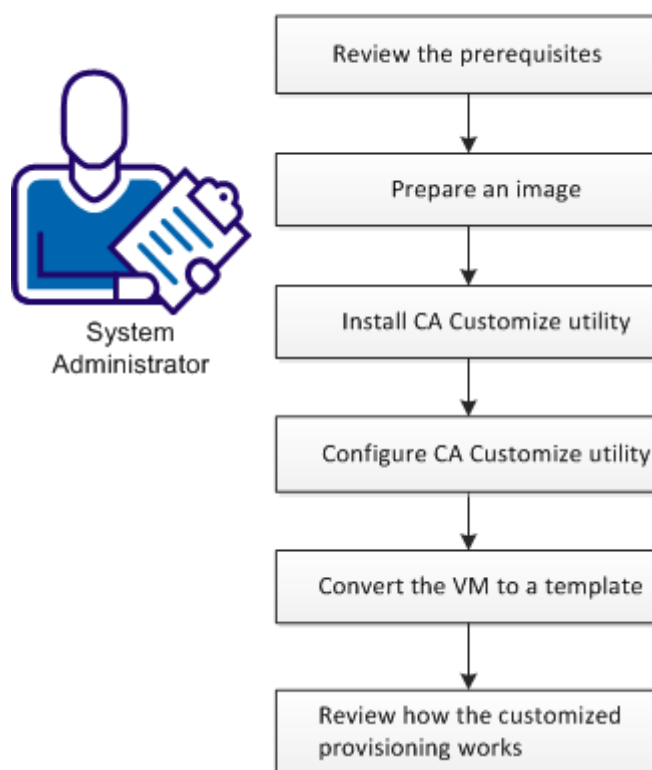 Review the prerequisites
Prepare an image
Install CA Customize utility
System
Administrator
Configure CA Customize utility
Convert the VM to a template
Review how the customized
provisioning works